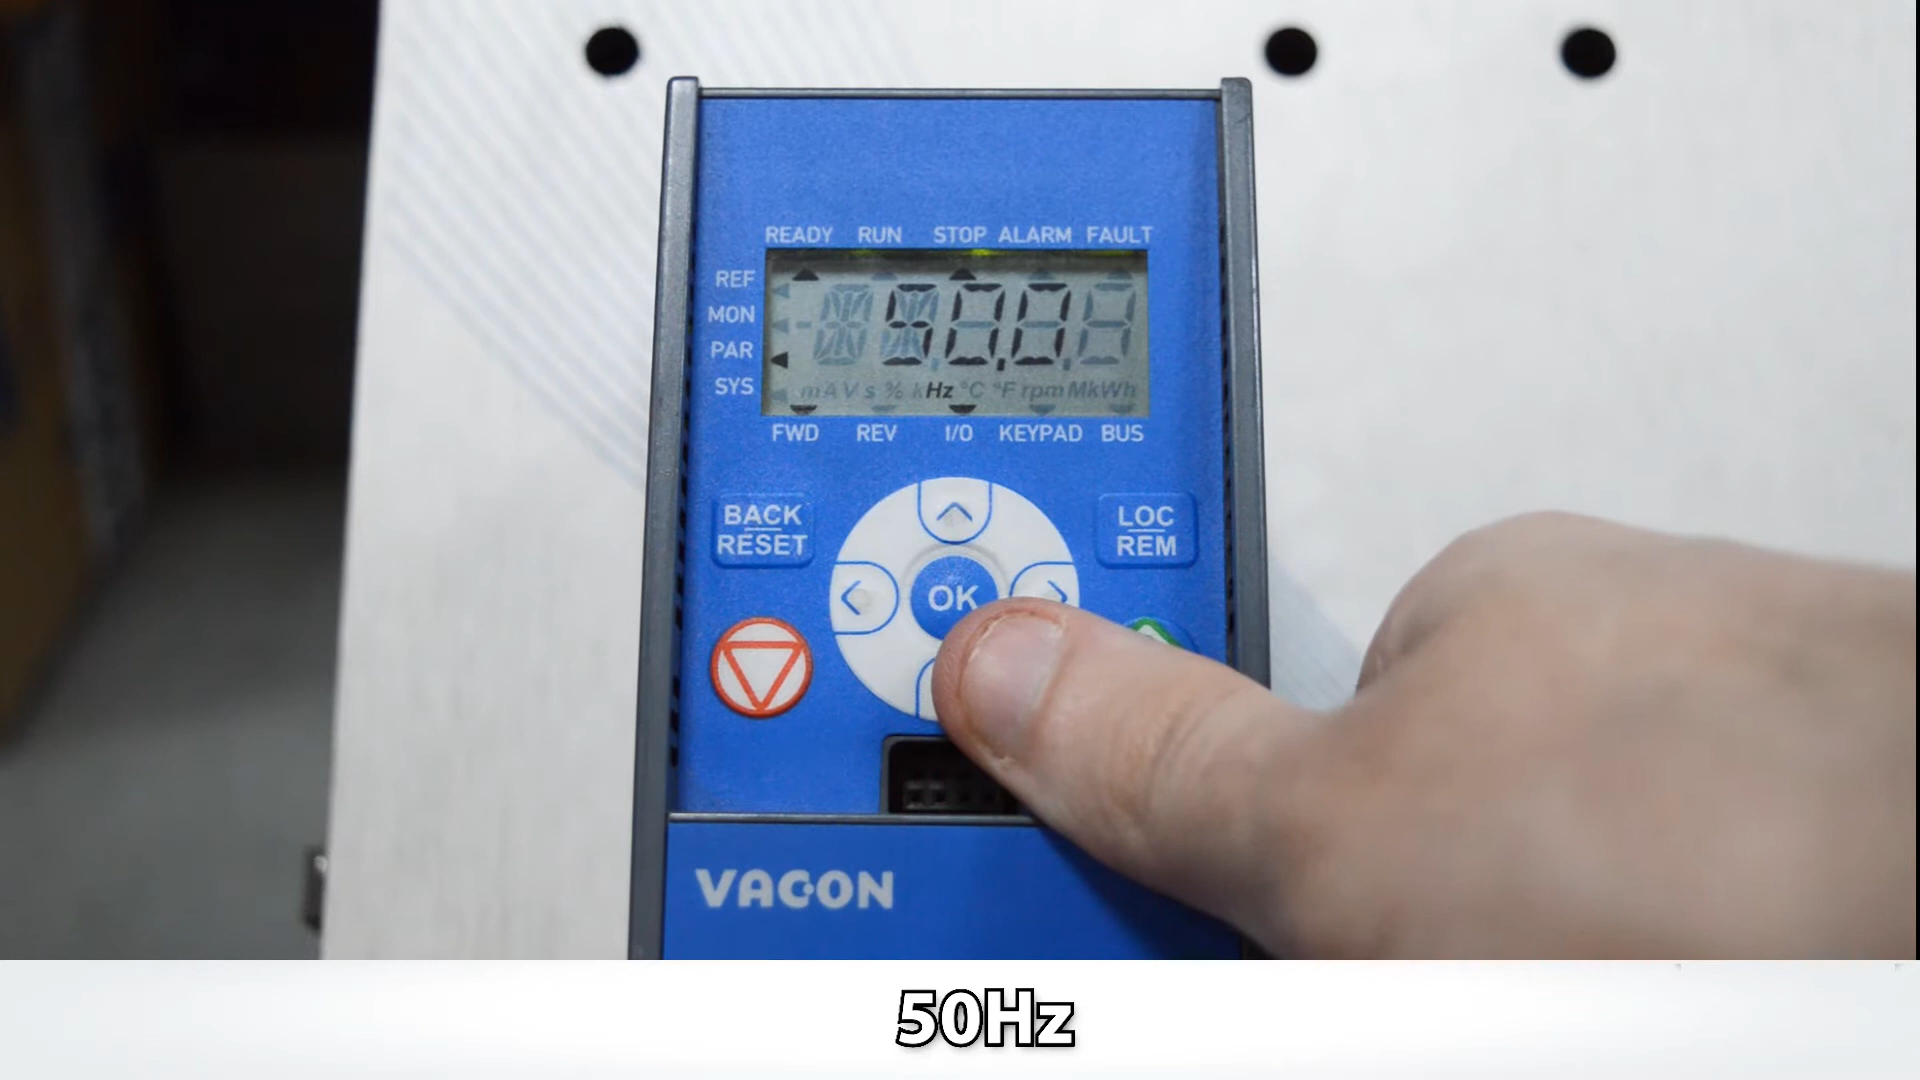 READY RUN STOP ALARM FAULT
REF
MON
PAR
SYS
50.0
mA V s % kHz °C °F rpm MkWh
FWD REV I/O KEYPAD BUS
BACK
RESET
LOC
REM
OK
VACON
50Hz